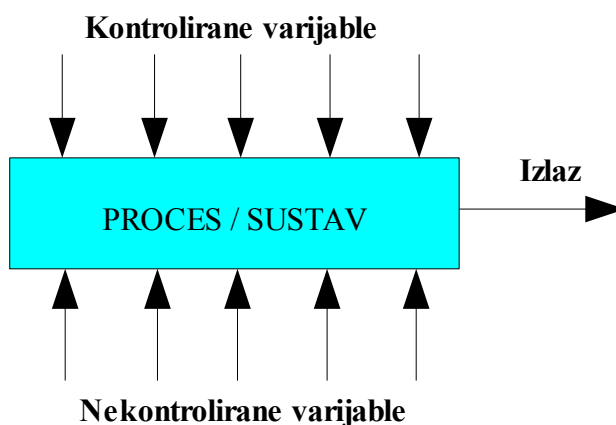 Kontrolirane varijable
Izlaz
PROCES / SUSTAV
Nekontrolirane varijable